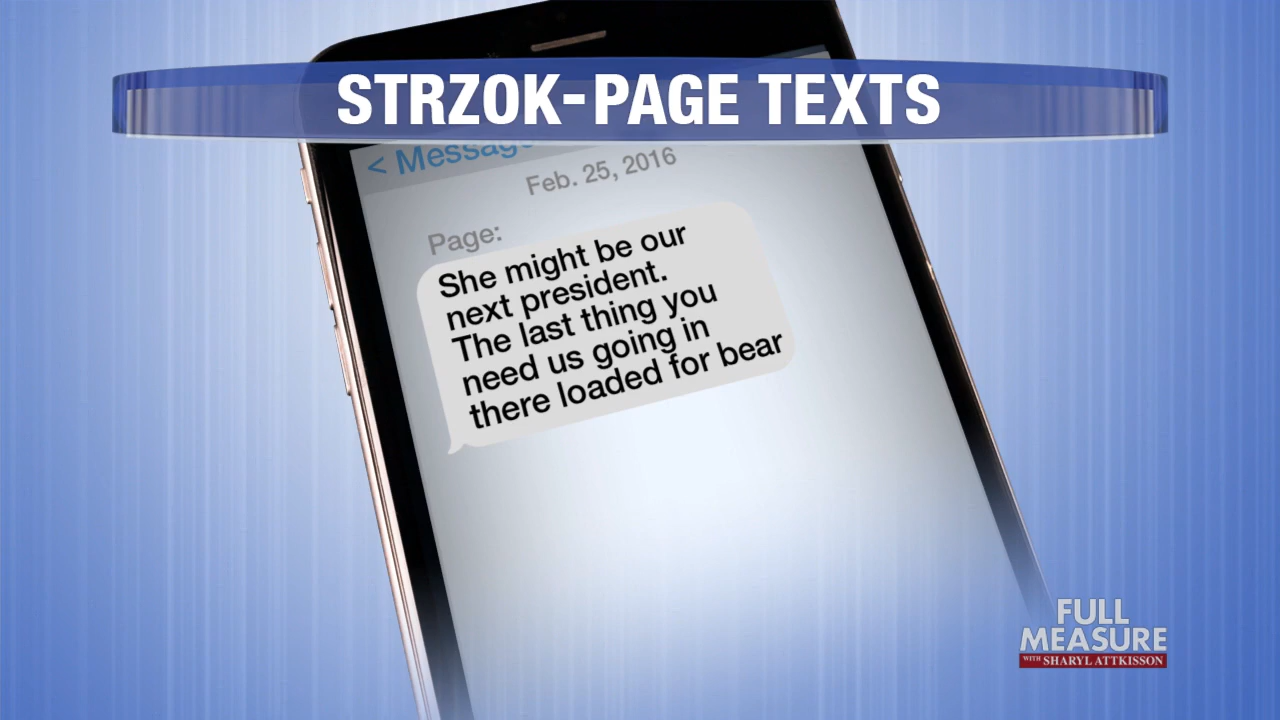 STRZOK-PAGE TEXTS
< Message
Feb. 25, 2016
Page:
She might be our
next president.
The last thing you
need us going in
there loaded for bear
FULL
MEASURE
WITH SHARYL ATTKISSON